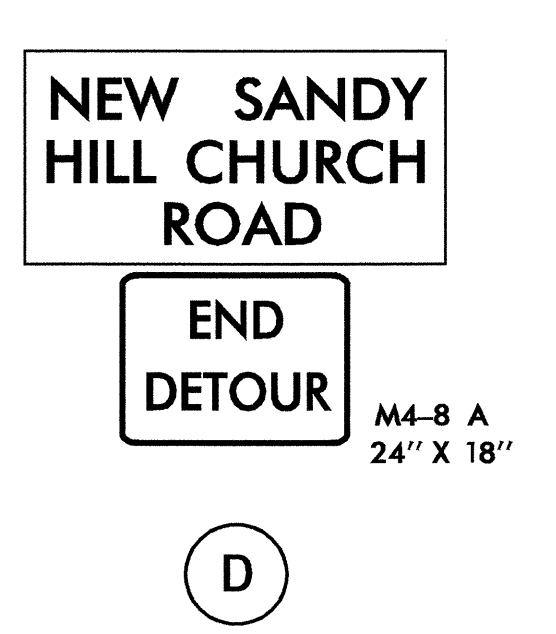 NEW SANDY
HILL CHURCH
ROAD
END
DETOUR
M4-8 A
24" X 18"
D